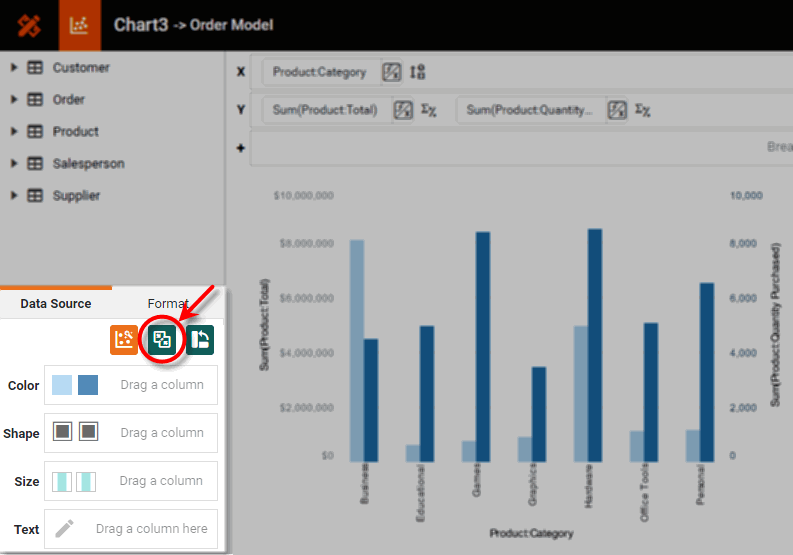 Chart3 -> Order Model
Customer
Order
Product
Salesperson
Supplier
X
Product:Category
Y
Sum(Product:Total)
Σχ
Sum(Product:Quantity...
Σχ
+
Brea
$10,000,000
$8,000,000
$6,000,000
$4,000,000
$2,000,000
$0
Sum(Product:Total)
10,000
8,000
6,000
4,000
2,000
0
Sum(Product:Quantity Purchased)
Business
Educational
Games
Graphics
Hardware
Office Tools
Personal
Product:Category
Data Source
Format
Color
Drag a column
Shape
Drag a column
Size
Drag a column
Text
Drag a column here